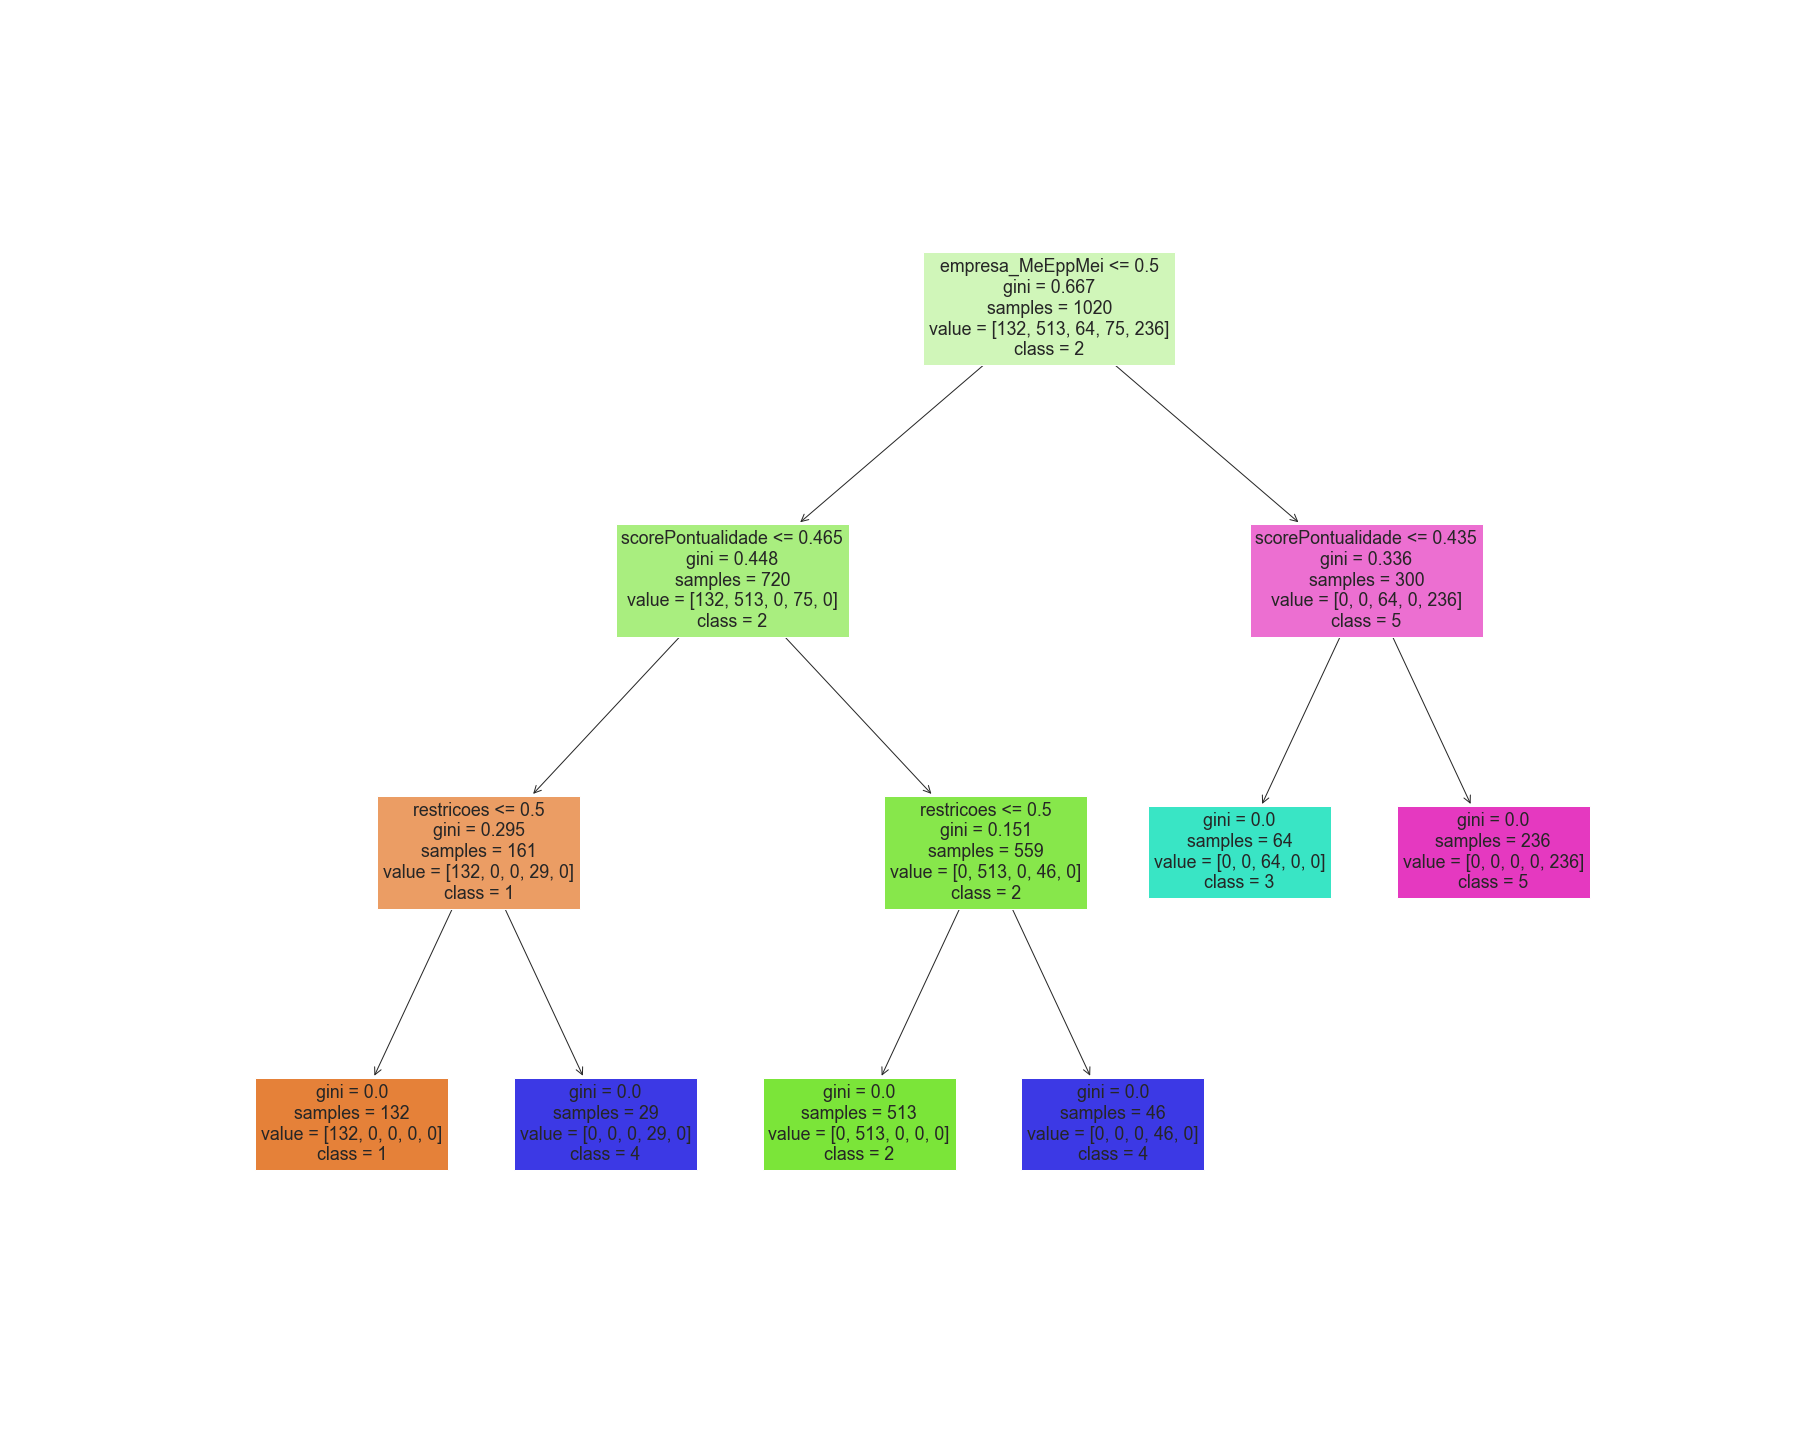 empresa_MeEppMei <= 0.5
gini = 0.667
samples = 1020
value = [132, 513, 64, 75, 236]
class = 2
scorePontualidade <= 0.465
gini = 0.448
samples = 720
value = [132, 513, 0, 75, 0]
class = 2
scorePontualidade <= 0.435
gini = 0.336
samples = 300
value = [0, 0, 64, 0, 236]
class = 5
restricoes <= 0.5
gini = 0.295
samples = 161
value = [132, 0, 0, 29, 0]
class = 1
restricoes <= 0.5
gini = 0.151
samples = 559
value = [0, 513, 0, 46, 0]
class = 2
gini = 0.0
samples = 64
value = [0, 0, 64, 0, 0]
class = 3
gini = 0.0
samples = 236
value = [0, 0, 0, 0, 236]
class = 5
gini = 0.0
samples = 132
value = [132, 0, 0, 0, 0]
class = 1
gini = 0.0
samples = 29
value = [0, 0, 0, 29, 0]
class = 4
gini = 0.0
samples = 513
value = [0, 513, 0, 0, 0]
class = 2
gini = 0.0
samples = 46
value = [0, 0, 0, 46, 0]
class = 4